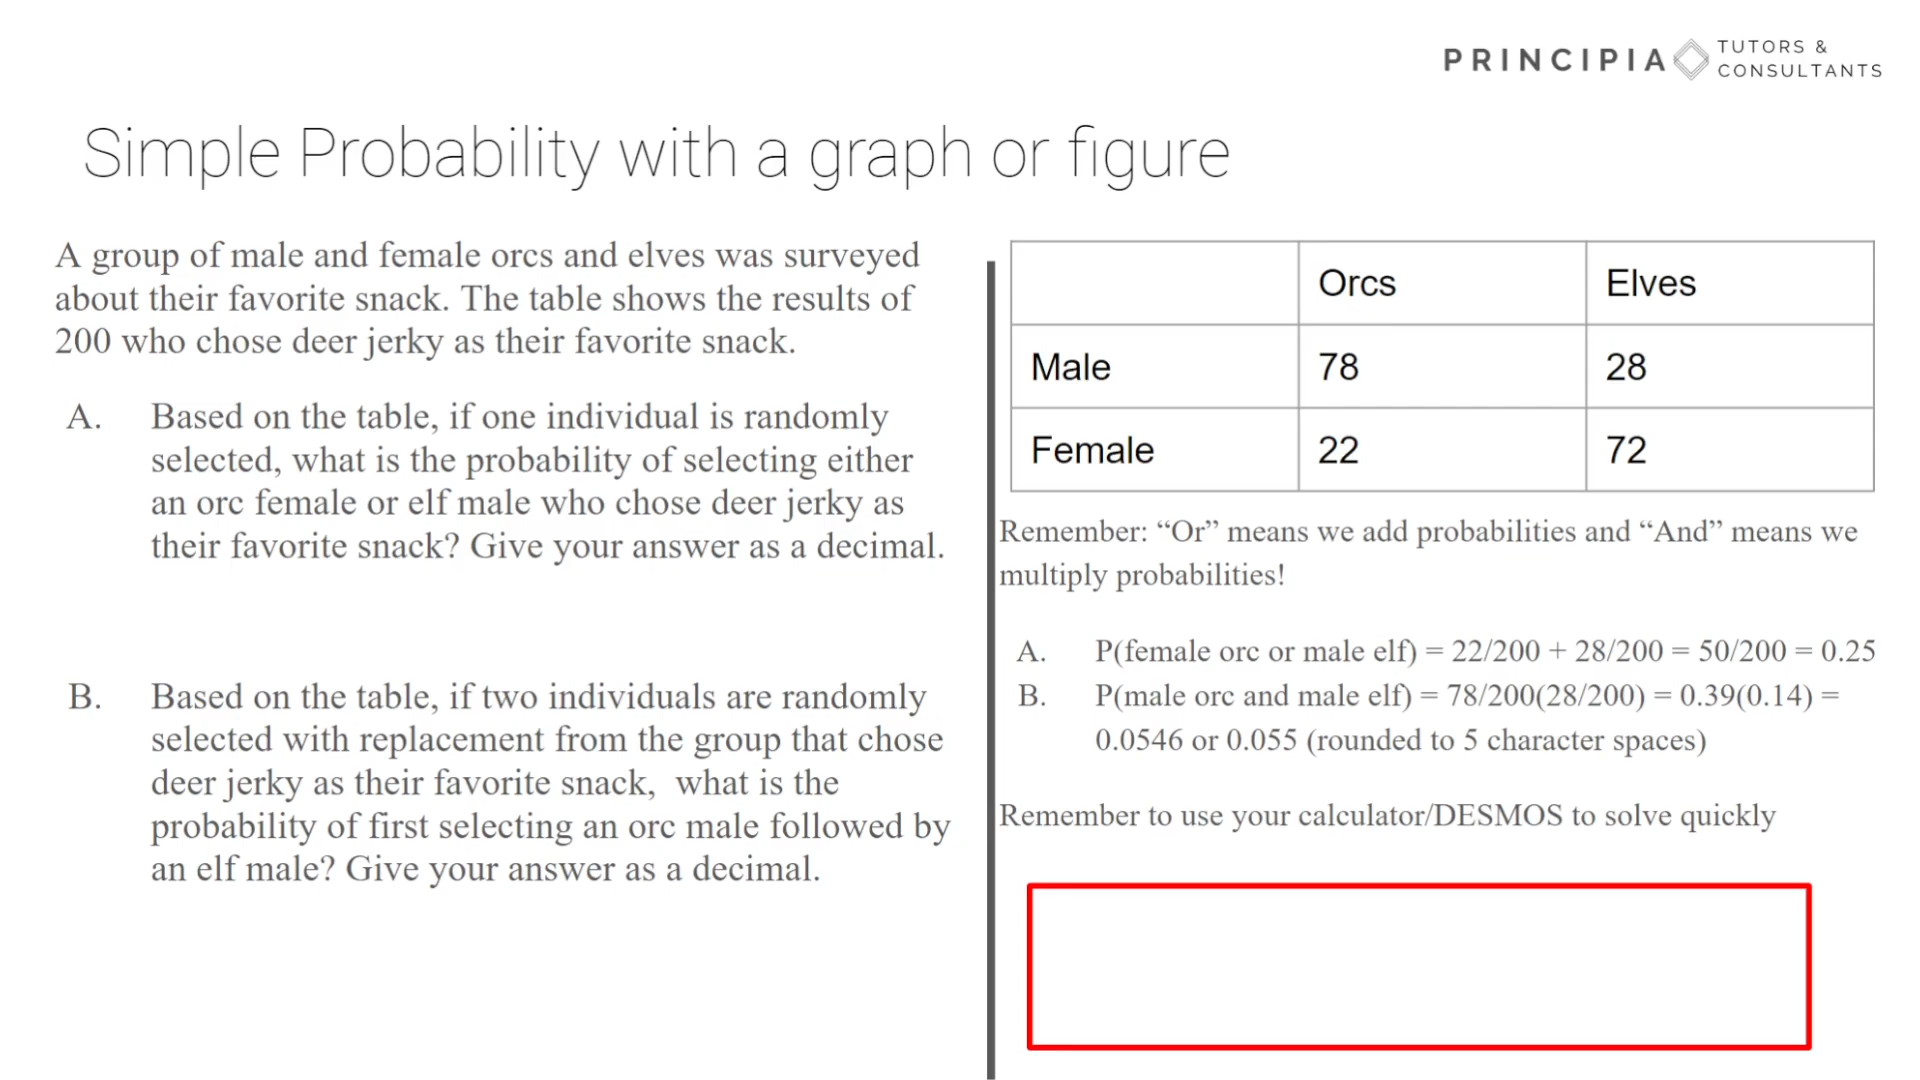 PRINCIPIA TUTORS &
CONSULTANTS
Simple Probability with a graph or figure
A group of male and female orcs and elves was surveyed
about their favorite snack. The table shows the results of
200 who chose deer jerky as their favorite snack.
A. Based on the table, if one individual is randomly
selected, what is the probability of selecting either
an orc female or elf male who chose deer jerky as
their favorite snack? Give your answer as a decimal.
B. Based on the table, if two individuals are randomly
selected with replacement from the group that chose
deer jerky as their favorite snack, what is the
probability of first selecting an orc male followed by
an elf male? Give your answer as a decimal.
Orcs Elves
Male 78 28
Female 22 72
Remember: “Or” means we add probabilities and “And” means we
multiply probabilities!
A. P(female orc or male elf) = 22/200 + 28/200 = 50/200 = 0.25
B. P(male orc and male elf) = 78/200(28/200) = 0.39(0.14) =
0.0546 or 0.055 (rounded to 5 character spaces)
Remember to use your calculator/DESMOS to solve quickly